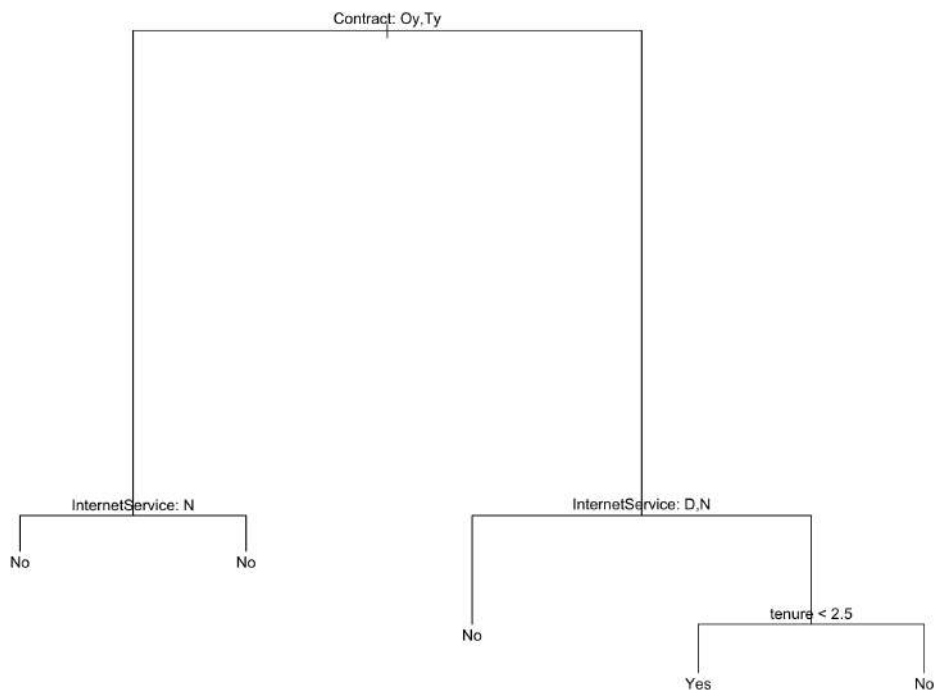 Contract: Oy,Ty
InternetService: N
InternetService: D,N
No
No
tenure < 2.5
No
Yes
No